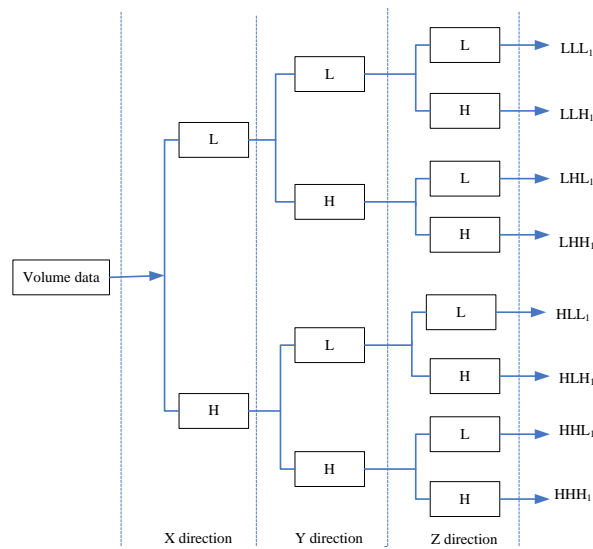 L
LLL₁
L
H
LLH₁
L
L
LHL₁
H
H
LHH₁
Volume data
L
HLL₁
L
H
HLH₁
H
L
HHL₁
H
H
HHH₁
X direction
Y direction
Z direction